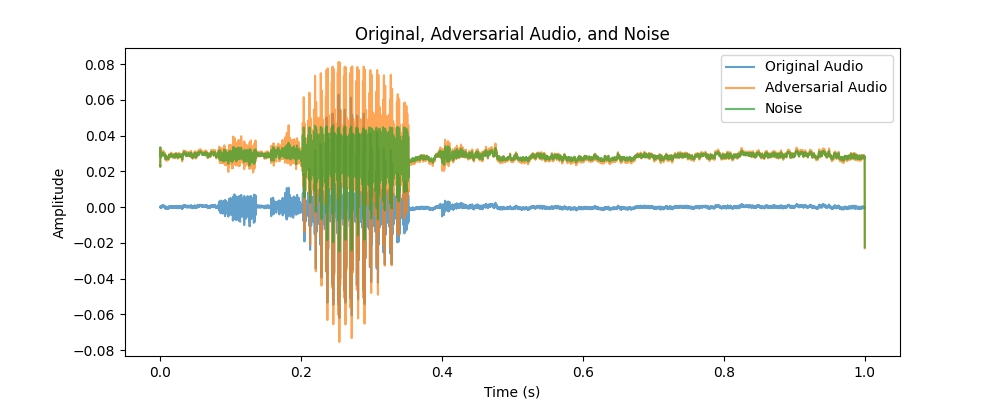 Original, Adversarial Audio, and Noise
Original Audio
Adversarial Audio
Noise
Amplitude
0.08
0.06
0.04
0.02
0.00
−0.02
−0.04
−0.06
−0.08
0.0 0.2 0.4 0.6 0.8 1.0
Time (s)